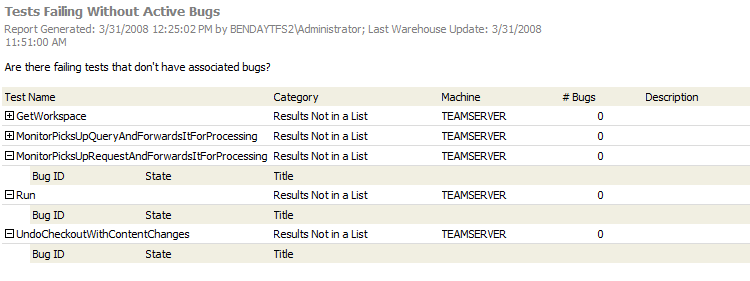 Tests Failing Without Active Bugs
Report Generated: 3/31/2008 12:25:02 PM by BENDAYTFS2\Administrator; Last Warehouse Update: 3/31/2008
11:51:00 AM
Are there failing tests that don't have associated bugs?
Test Name Category Machine # Bugs Description
GetWorkspace Results Not in a List TEAMSERVER 0
MonitorPicksUpQueryAndForwardsItForProcessing Results Not in a List TEAMSERVER 0
MonitorPicksUpRequestAndForwardsItForProcessing Results Not in a List TEAMSERVER 0
Bug ID State Title
Run Results Not in a List TEAMSERVER 0
Bug ID State Title
UndoCheckoutWithContentChanges Results Not in a List TEAMSERVER 0
Bug ID State Title